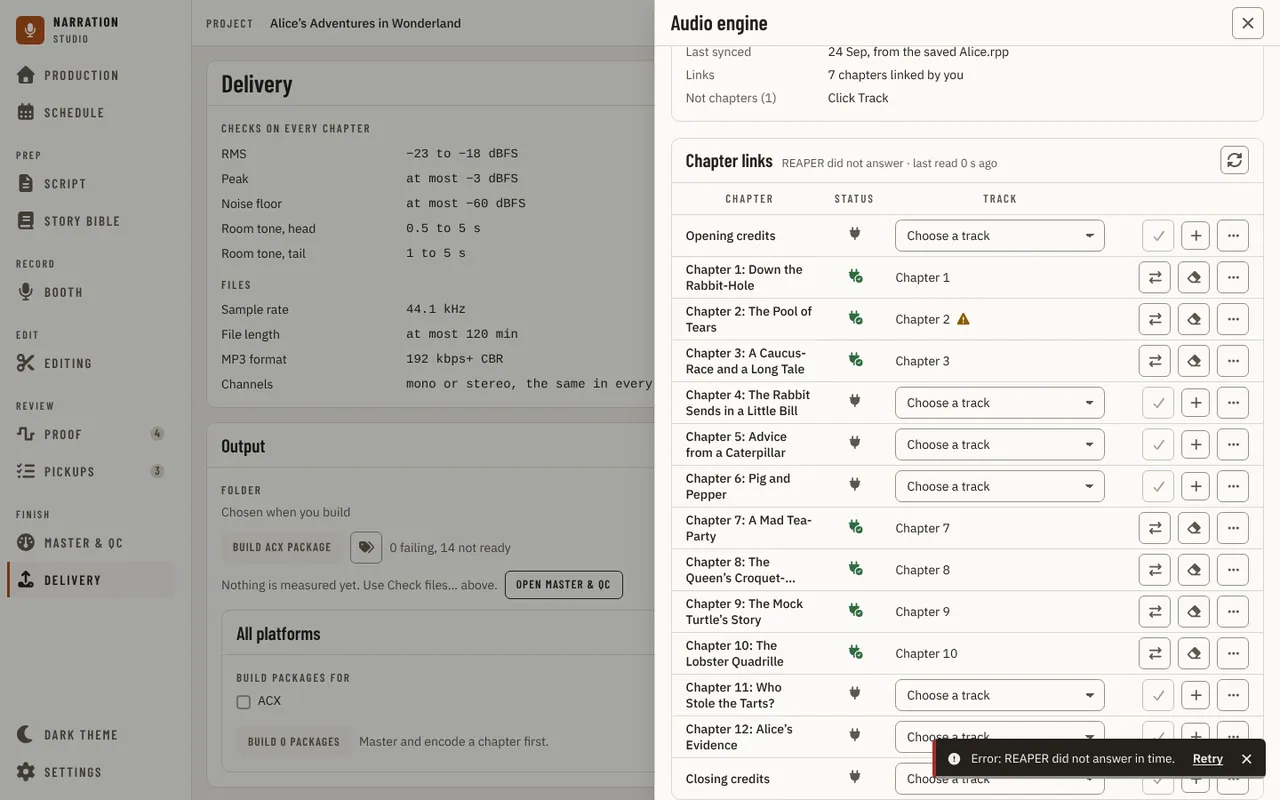 NARRATION
STUDIO
PRODUCTION
SCHEDULE
PREP
SCRIPT
STORY BIBLE
RECORD
BOOTH
EDIT
EDITING
REVIEW
PROOF 4
PICKUPS 3
FINISH
MASTER & QC
DELIVERY
DARK THEME
SETTINGS
PROJECT Alice’s Adventures in Wonderland
Delivery
CHECKS ON EVERY CHAPTER
RMS −23 to −18 dBFS
Peak at most −3 dBFS
Noise floor at most −60 dBFS
Room tone, head 0.5 to 5 s
Room tone, tail 1 to 5 s
FILES
Sample rate 44.1 kHz
File length at most 120 min
MP3 format 192 kbps+ CBR
Channels mono or stereo, the same in every
Output
FOLDER
Chosen when you build
BUILD ACX PACKAGE 0 failing, 14 not ready
Nothing is measured yet. Use Check files… above. OPEN MASTER & QC
All platforms
BUILD PACKAGES FOR
ACX
BUILD 0 PACKAGES Master and encode a chapter first.
Audio engine
Last synced 24 Sep, from the saved Alice.rpp
Links 7 chapters linked by you
Not chapters (1) Click Track
Chapter links REAPER did not answer · last read 0 s ago
CHAPTER STATUS TRACK
Opening credits Choose a track
Chapter 1: Down the
Rabbit-Hole
Chapter 1
Chapter 2: The Pool of
Tears
Chapter 2
Chapter 3: A Caucus-
Race and a Long Tale
Chapter 3
Chapter 4: The Rabbit
Sends in a Little Bill
Choose a track
Chapter 5: Advice
from a Caterpillar
Choose a track
Chapter 6: Pig and
Pepper
Choose a track
Chapter 7: A Mad Tea-
Party
Chapter 7
Chapter 8: The
Queen’s Croquet-…
Chapter 8
Chapter 9: The Mock
Turtle’s Story
Chapter 9
Chapter 10: The
Lobster Quadrille
Chapter 10
Chapter 11: Who
Stole the Tarts?
Choose a track
Chapter 12: Alice’s
Evidence
Choose a track
Closing credits Choose a track
Error: REAPER did not answer in time. Retry